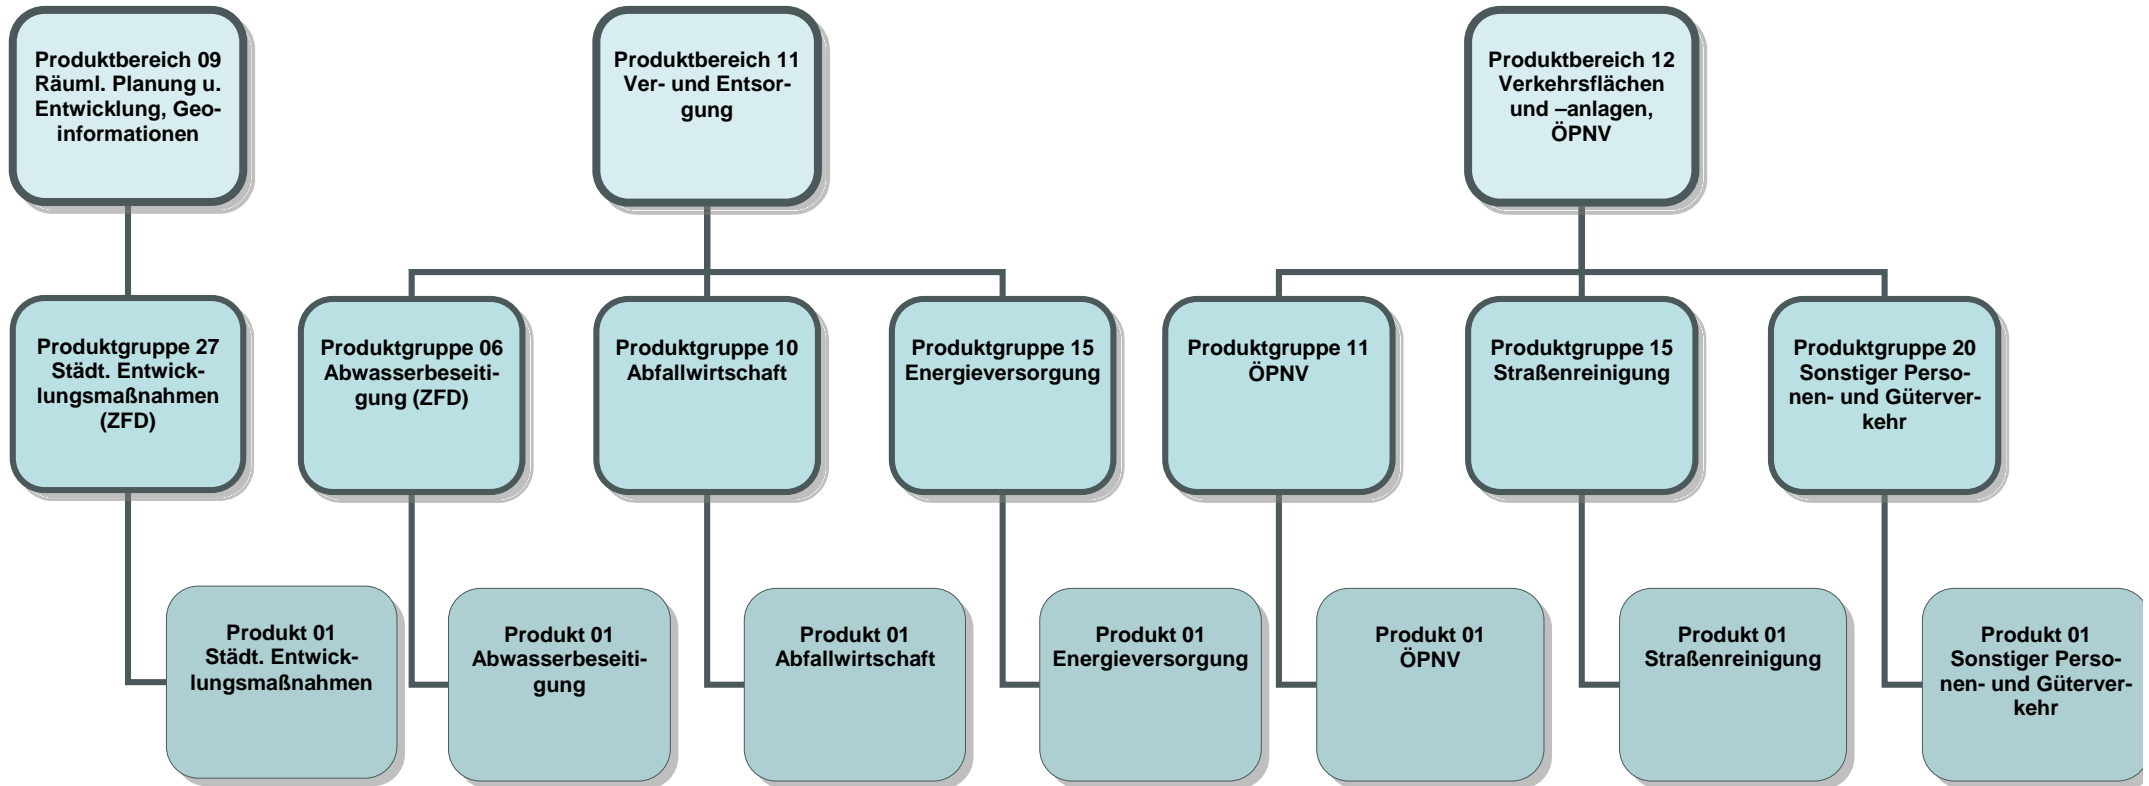 Produktbereich 09
Räuml. Planung u.
Entwicklung, Geo-
informationen
Produktbereich 11
Ver- und Entsor-
gung
Produktbereich 12
Verkehrsflächen
und –anlagen,
ÖPNV
Produktgruppe 27
Städt. Entwick-
lungsmaßnahmen
(ZFD)
Produktgruppe 06
Abwasserbeseiti-
gung (ZFD)
Produktgruppe 10
Abfallwirtschaft
Produktgruppe 15
Energieversorgung
Produktgruppe 11
ÖPNV
Produktgruppe 15
Straßenreinigung
Produktgruppe 20
Sonstiger Perso-
nen- und Güterver-
kehr
Produkt 01
Städt. Entwick-
lungsmaßnahmen
Produkt 01
Abwasserbeseiti-
gung
Produkt 01
Abfallwirtschaft
Produkt 01
Energieversorgung
Produkt 01
ÖPNV
Produkt 01
Straßenreinigung
Produkt 01
Sonstiger Perso-
nen- und Güterver-
kehr